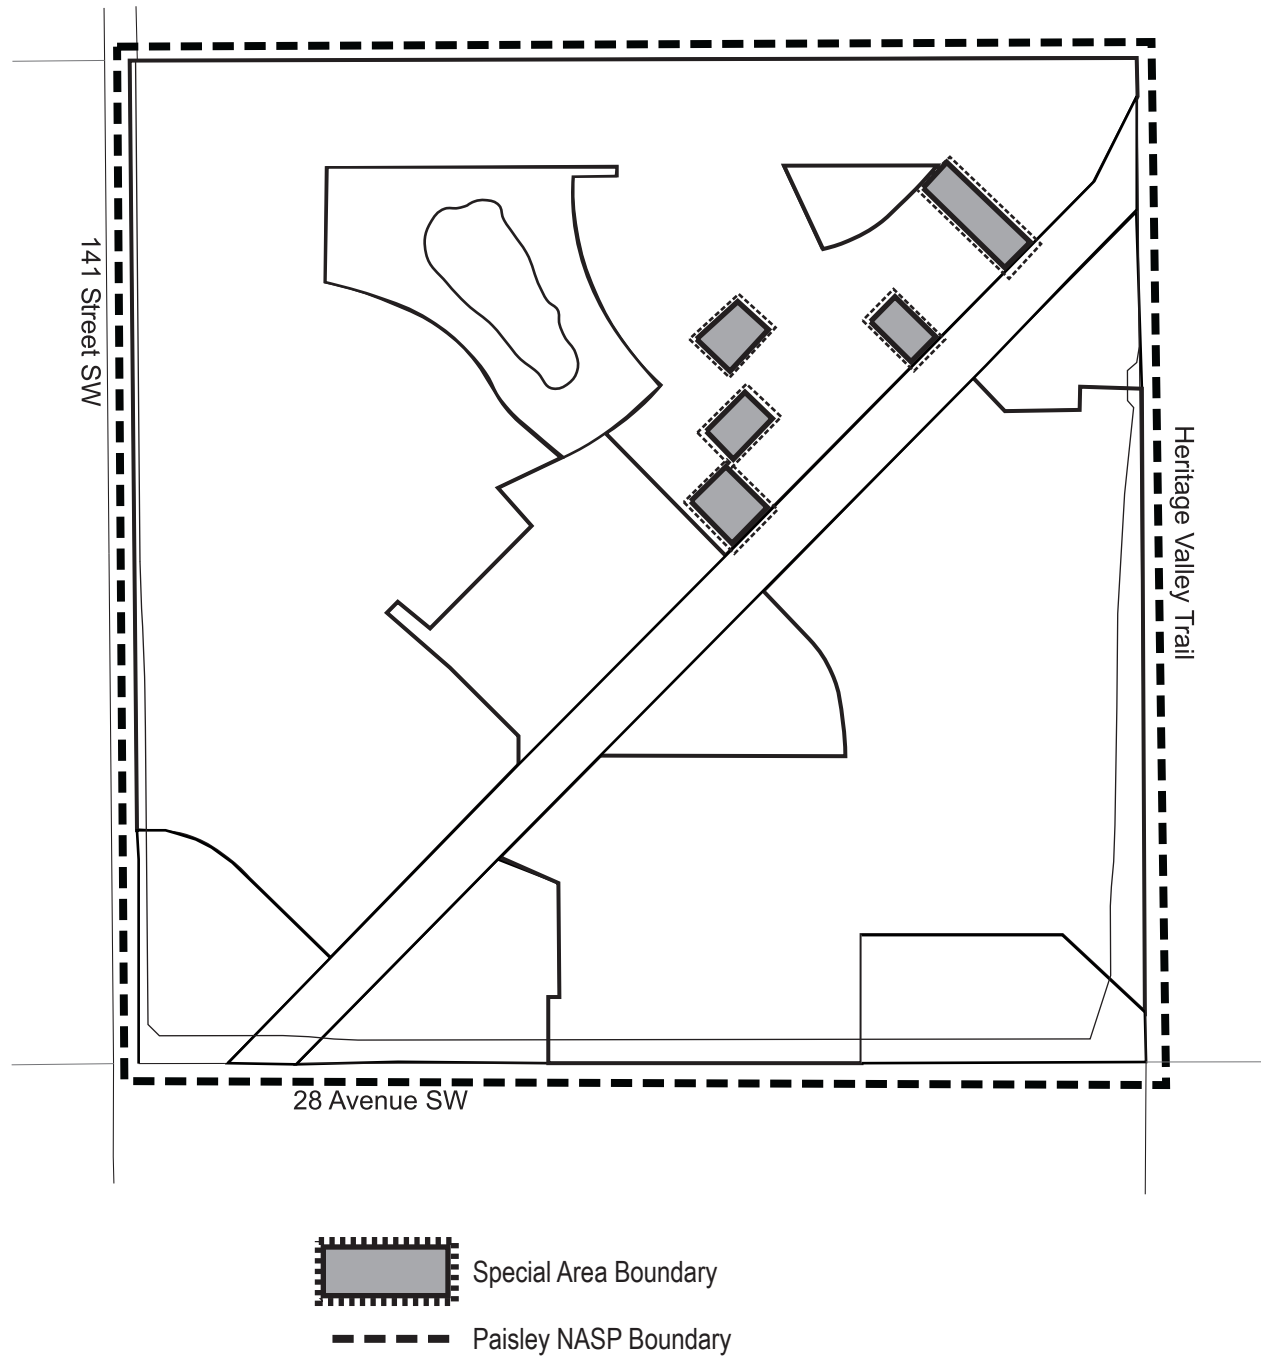 141 Street SW
Heritage Valley Trail
28 Avenue SW
Special Area Boundary
Paisley NASP Boundary